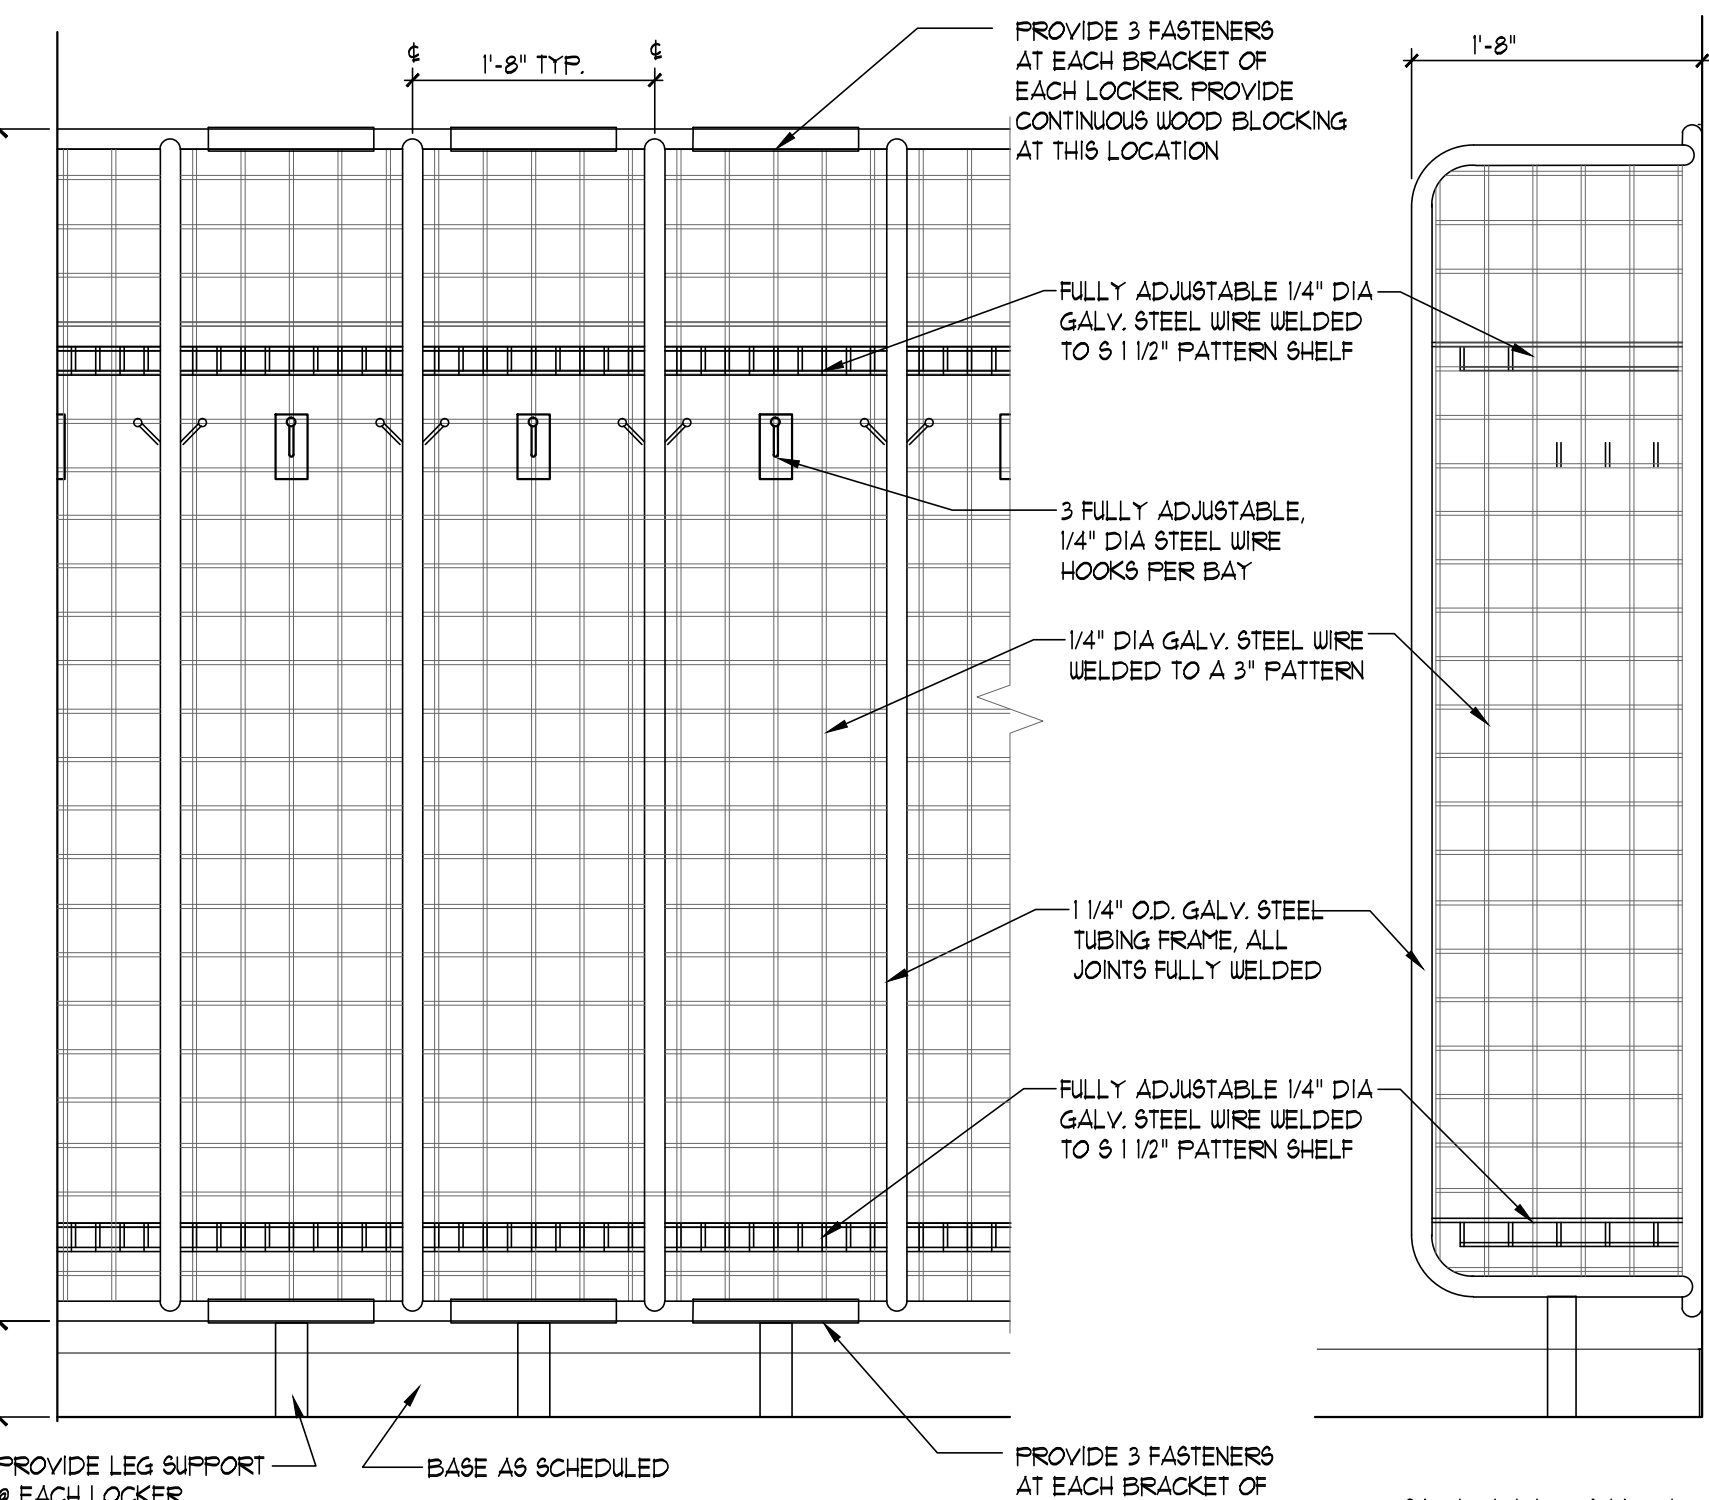 ℄
℄
1'-8" TYP.
1'-8"
PROVIDE 3 FASTENERS
AT EACH BRACKET OF
EACH LOCKER. PROVIDE
CONTINUOUS WOOD BLOCKING
AT THIS LOCATION
FULLY ADJUSTABLE 1/4" DIA
GALV. STEEL WIRE WELDED
TO S 1 1/2" PATTERN SHELF
3 FULLY ADJUSTABLE,
1/4" DIA STEEL WIRE
HOOKS PER BAY
1/4" DIA GALV. STEEL WIRE
WELDED TO A 3" PATTERN
1 1/4" O.D. GALV. STEEL
TUBING FRAME, ALL
JOINTS FULLY WELDED
FULLY ADJUSTABLE 1/4" DIA
GALV. STEEL WIRE WELDED
TO S 1 1/2" PATTERN SHELF
PROVIDE LEG SUPPORT
@ EACH LOCKER
BASE AS SCHEDULED
PROVIDE 3 FASTENERS
AT EACH BRACKET OF